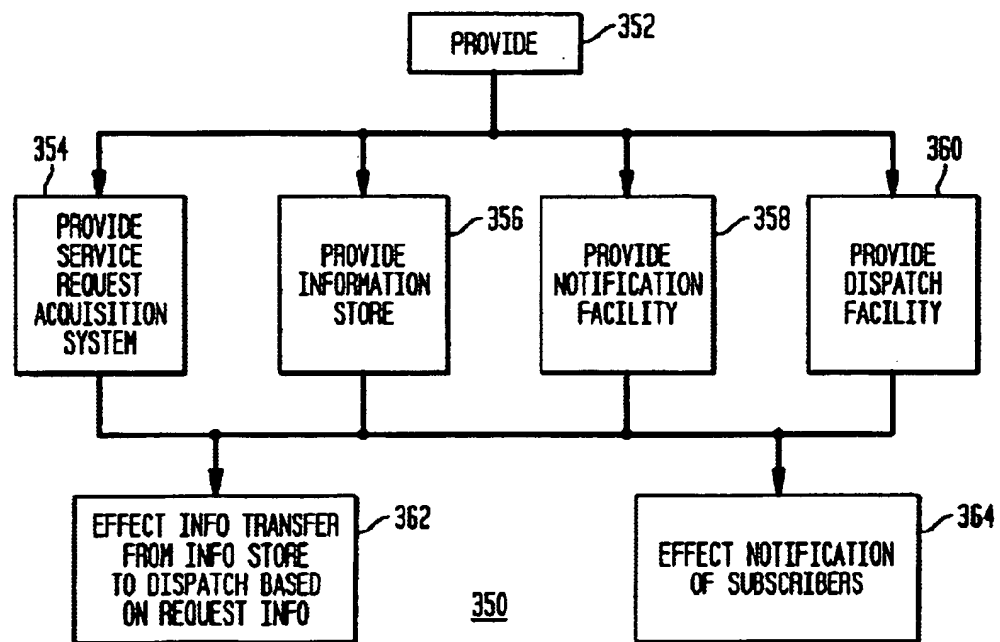 PROVIDE
352
354
PROVIDE
SERVICE
REQUEST
ACQUISITION
SYSTEM
356
PROVIDE
INFORMATION
STORE
358
PROVIDE
NOTIFICATION
FACILITY
360
PROVIDE
DISPATCH
FACILITY
EFFECT INFO TRANSFER
FROM INFO STORE
TO DISPATCH BASED
ON REQUEST INFO
362
350
EFFECT NOTIFICATION
OF SUBSCRIBERS
364